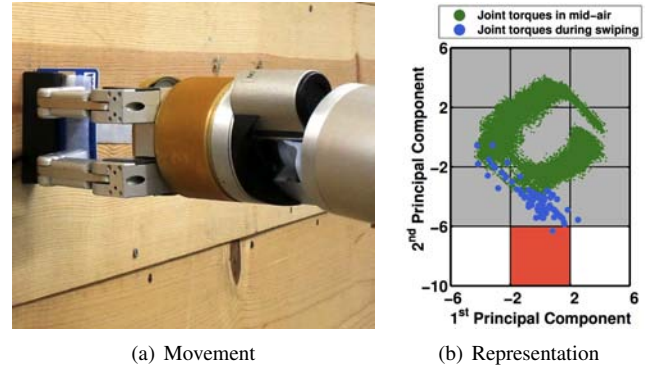 Joint torques in mid-air
Joint torques during swiping
6
2
−2
−6
−10
−6
−2
2
6
2nd Principal Component
1st Principal Component
(a) Movement
(b) Representation